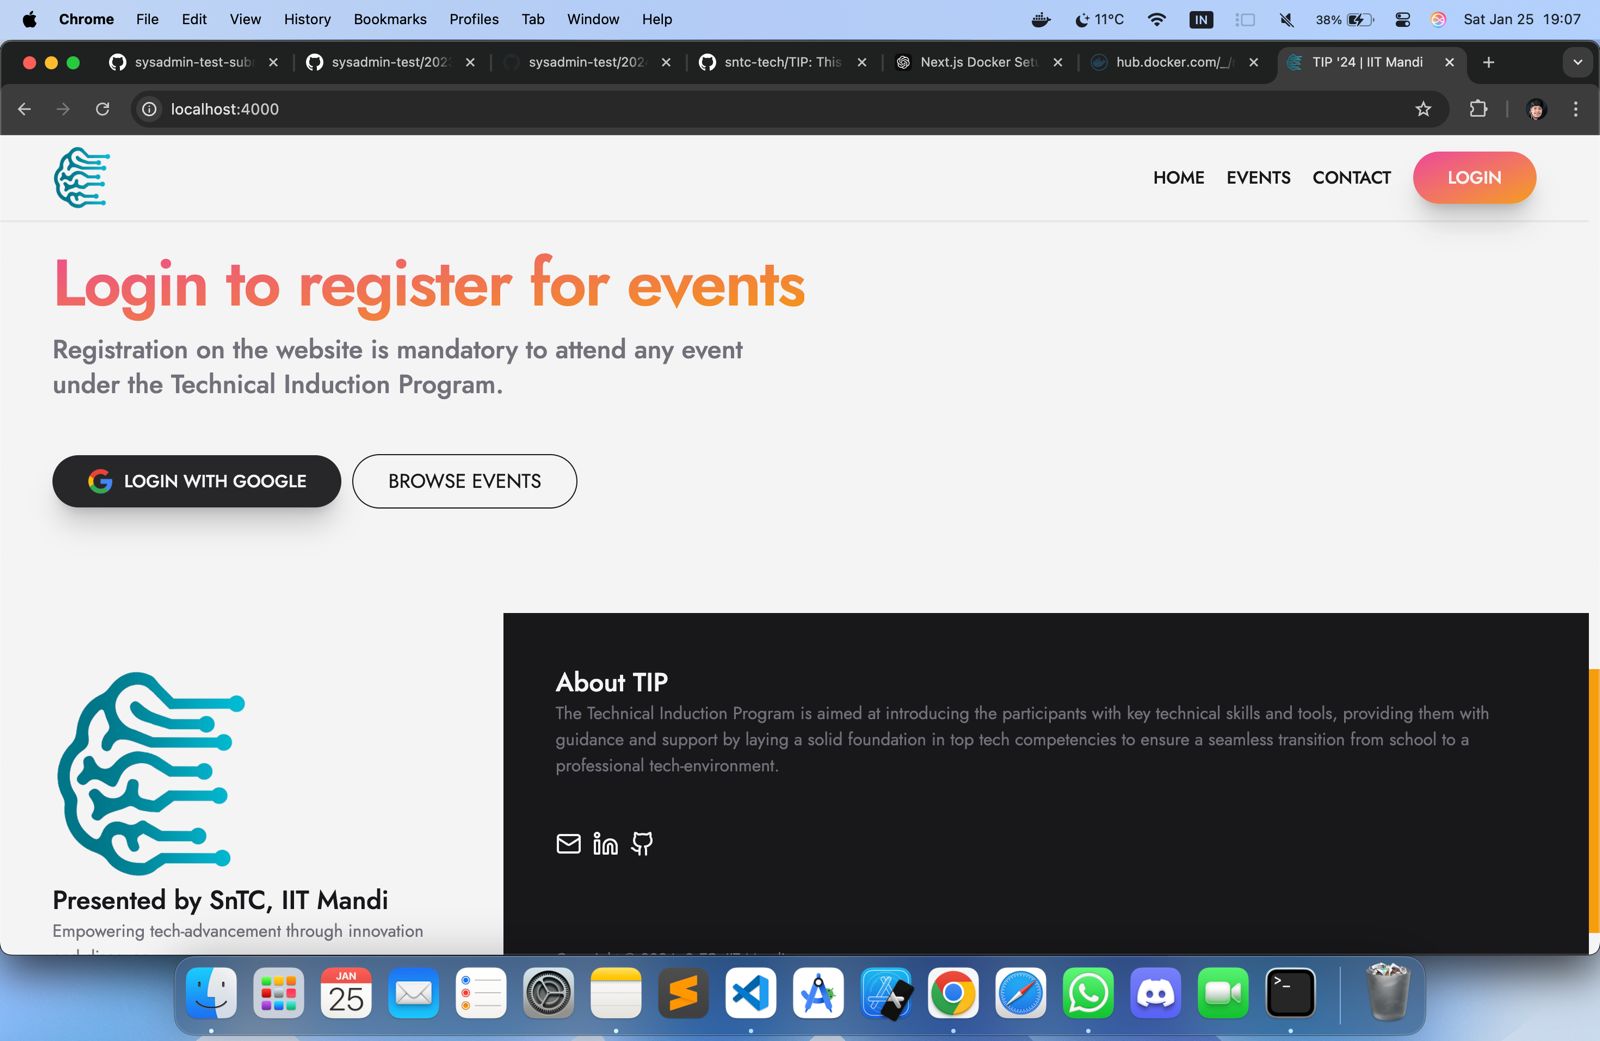 Chrome File Edit View History Bookmarks Profiles Tab Window Help 11°C IN 38% Sat Jan 25 19:07
sysadmin-test-sub sysadmin-test/202 sysadmin-test/202 sntc-tech/TIP: This Next.js Docker Set hub.docker.com/_/ TIP '24 | IIT Mandi
localhost:4000
HOME EVENTS CONTACT LOGIN
Login to register for events
Registration on the website is mandatory to attend any event
under the Technical Induction Program.
LOGIN WITH GOOGLE BROWSE EVENTS
About TIP
The Technical Induction Program is aimed at introducing the participants with key technical skills and tools, providing them with
guidance and support by laying a solid foundation in top tech competencies to ensure a seamless transition from school to a
professional tech-environment.
Presented by SnTC, IIT Mandi
Empowering tech-advancement through innovation
JAN
25